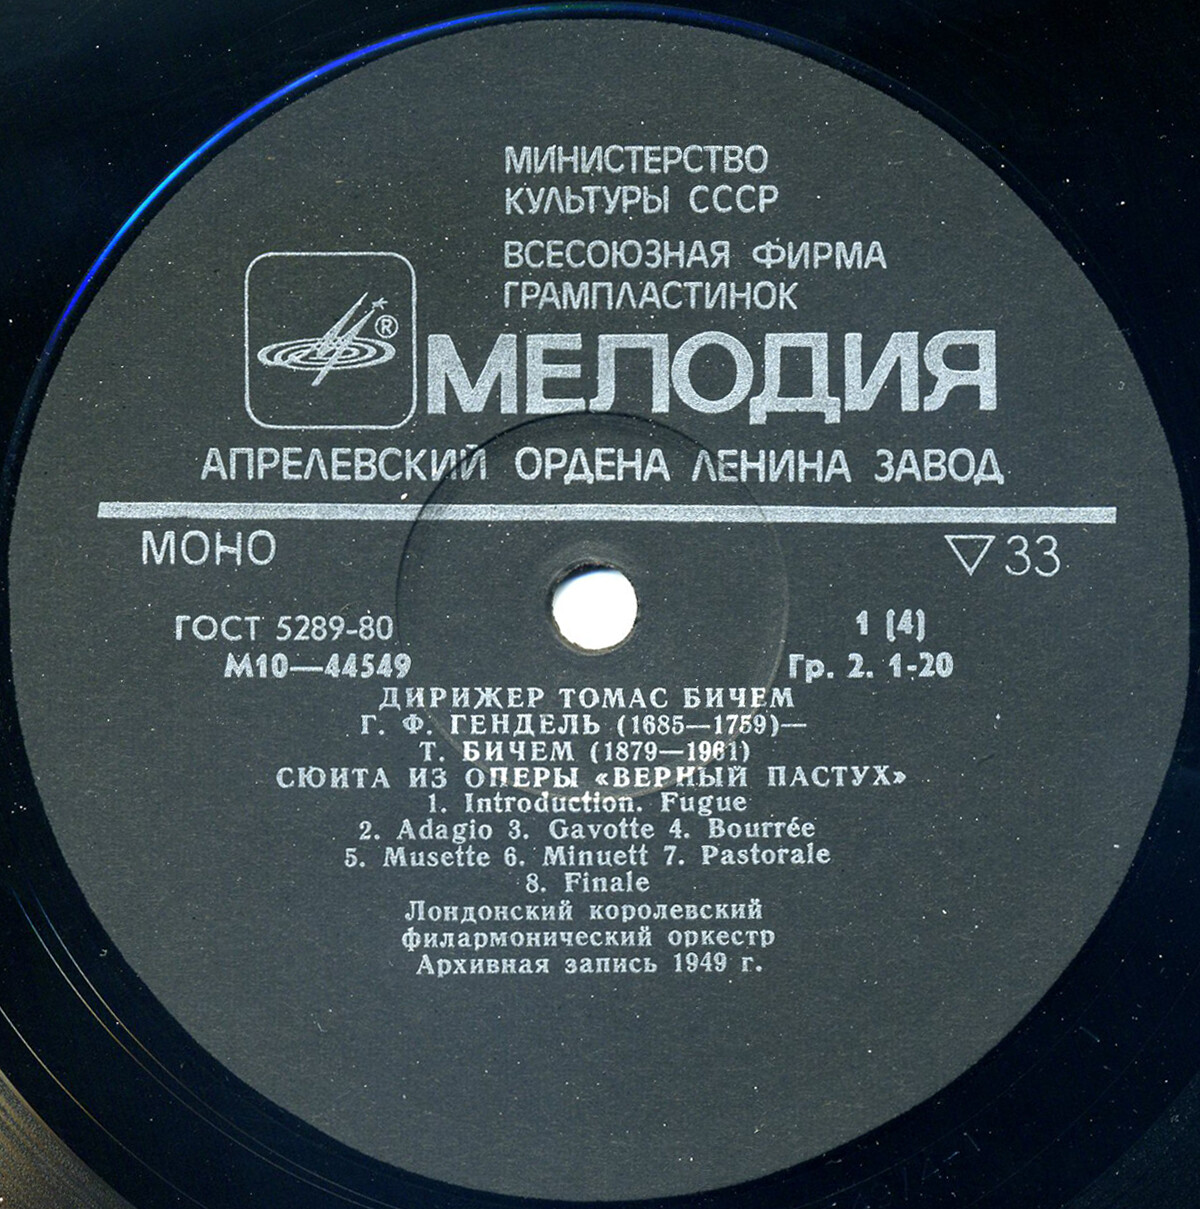 МИНИСТЕРСТВО
КУЛЬТУРЫ СССР
ВСЕСОЮЗНАЯ ФИРМА
ГРАМПЛАСТИНОК
®
МЕЛОДИЯ
АПРЕЛЕВСКИЙ ОРДЕНА ЛЕНИНА ЗАВОД
МОНО ▽33
ГОСТ 5289-80 1 (4)
М10—44549 Гр. 2. 1-20
ДИРИЖЕР ТОМАС БИЧЕМ
Г. Ф. ГЕНДЕЛЬ (1685—1759)—
Т. БИЧЕМ (1879—1961)
СЮИТА ИЗ ОПЕРЫ «ВЕРНЫЙ ПАСТУХ»
1. Introduction. Fugue
2. Adagio 3. Gavotte 4. Bourrée
5. Musette 6. Minuett 7. Pastorale
8. Finale
Лондонский королевский
филармонический оркестр
Архивная запись 1949 г.